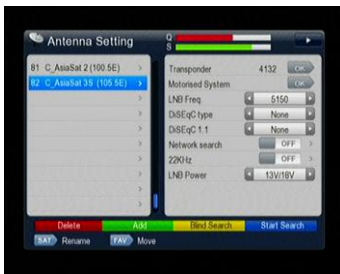 Antenna Setting
Q
S
81 C_AsiaSat 2 (100.5E)
82 C_AsiaSat 3S (105.5E)
Transponder 4132 OK
Motorised System OK
LNB Freq. 5150
DiSEqC type None
DiSEqC 1.1 None
Network search OFF
22KHz OFF
LNB Power 13V/18V
Delete Add Blind Search Start Search
SAT Rename FAV Move